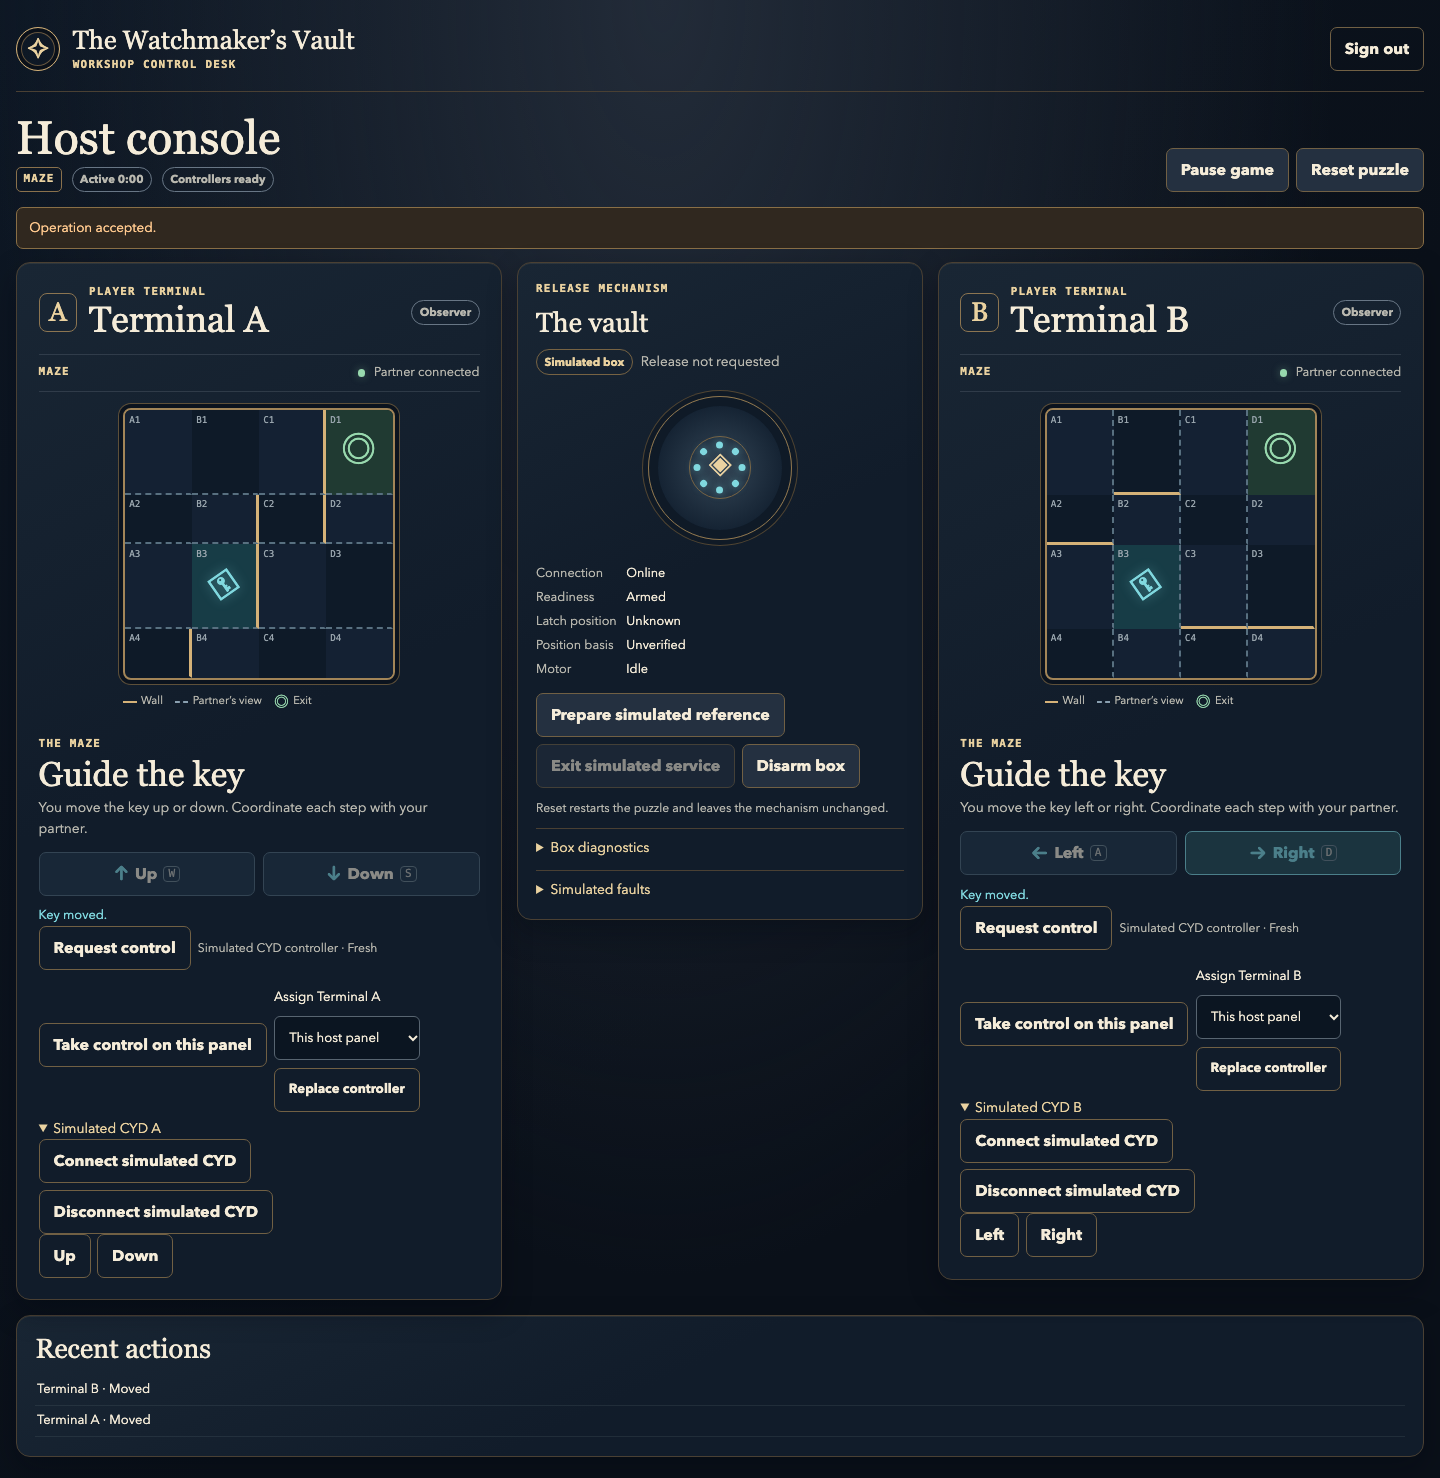 The Watchmaker’s Vault
WORKSHOP CONTROL DESK
Sign out
Host console
MAZE
Active 0:00
Controllers ready
Pause game
Reset puzzle
Operation accepted.
A
PLAYER TERMINAL
Terminal A
Observer
MAZE
Partner connected
A1 B1 C1 D1
A2 B2 C2 D2
A3 B3 C3 D3
A4 B4 C4 D4
Wall
Partner’s view
Exit
THE MAZE
Guide the key
You move the key up or down. Coordinate each step with your
partner.
Up W
Down S
Key moved.
Request control
Simulated CYD controller · Fresh
Assign Terminal A
Take control on this panel
This host panel
Replace controller
Simulated CYD A
Connect simulated CYD
Disconnect simulated CYD
Up
Down
RELEASE MECHANISM
The vault
Simulated box
Release not requested
Connection Online
Readiness Armed
Latch position Unknown
Position basis Unverified
Motor Idle
Prepare simulated reference
Exit simulated service
Disarm box
Reset restarts the puzzle and leaves the mechanism unchanged.
Box diagnostics
Simulated faults
B
PLAYER TERMINAL
Terminal B
Observer
MAZE
Partner connected
A1 B1 C1 D1
A2 B2 C2 D2
A3 B3 C3 D3
A4 B4 C4 D4
Wall
Partner’s view
Exit
THE MAZE
Guide the key
You move the key left or right. Coordinate each step with your partner.
Left A
Right D
Key moved.
Request control
Simulated CYD controller · Fresh
Assign Terminal B
Take control on this panel
This host panel
Replace controller
Simulated CYD B
Connect simulated CYD
Disconnect simulated CYD
Left
Right
Recent actions
Terminal B · Moved
Terminal A · Moved